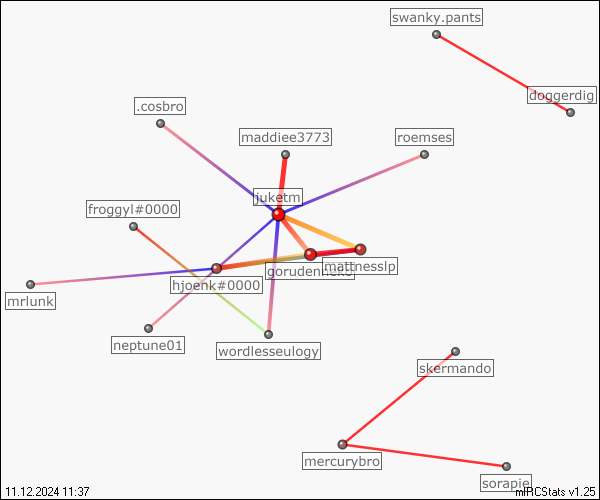 swanky.pants
doggerdig
.cosbro
maddiee3773
roemses
juketm
froggyl#0000
mattnesslp
hjoenk#0000
mrlunk
neptune01
wordlesseulogy
skermando
mercurybro
sorapie
11.12.2024 11:37
mIRCStats v1.25